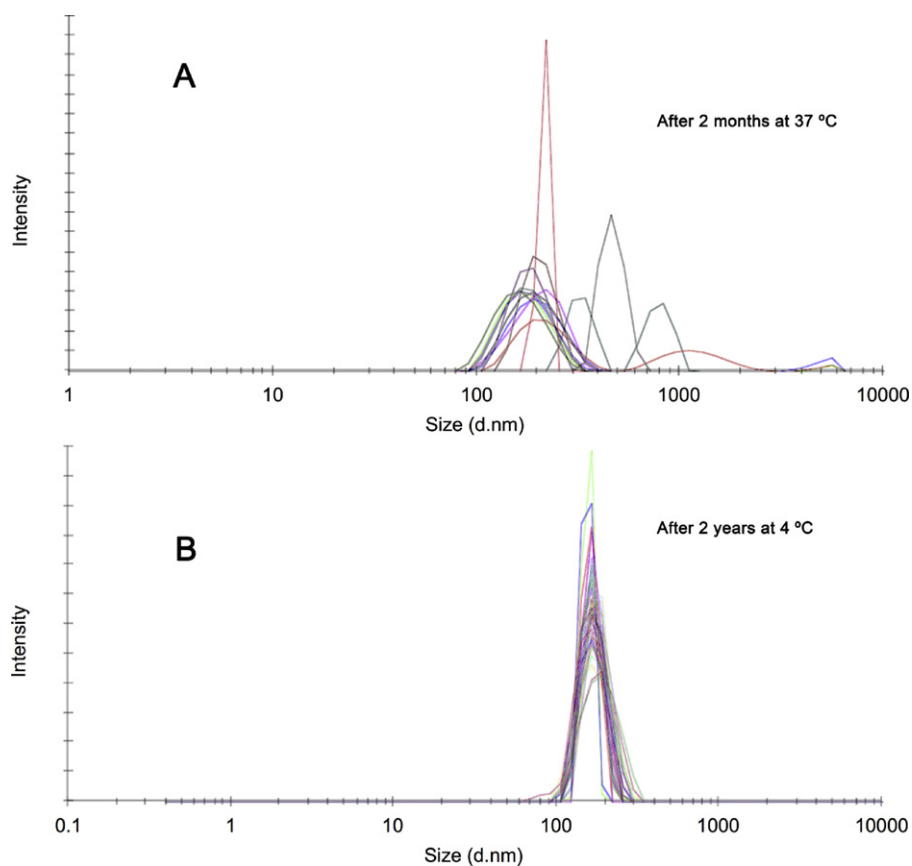 A
After 2 months at 37 ºC
Intensity
1 10 100 1000 10000
Size (d.nm)
B
After 2 years at 4 ºC
Intensity
0.1 1 10 100 1000 10000
Size (d.nm)